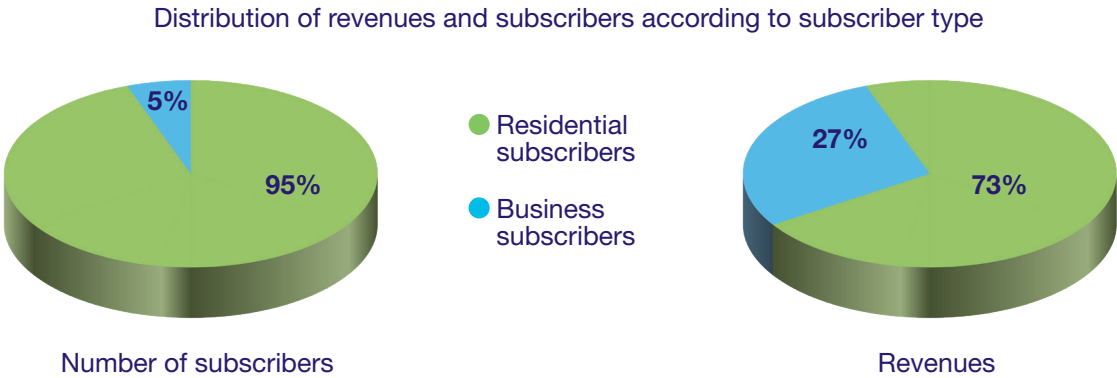 Distribution of revenues and subscribers according to subscriber type
5%
95%
Residential
subscribers
Business
subscribers
27%
73%
Number of subscribers
Revenues